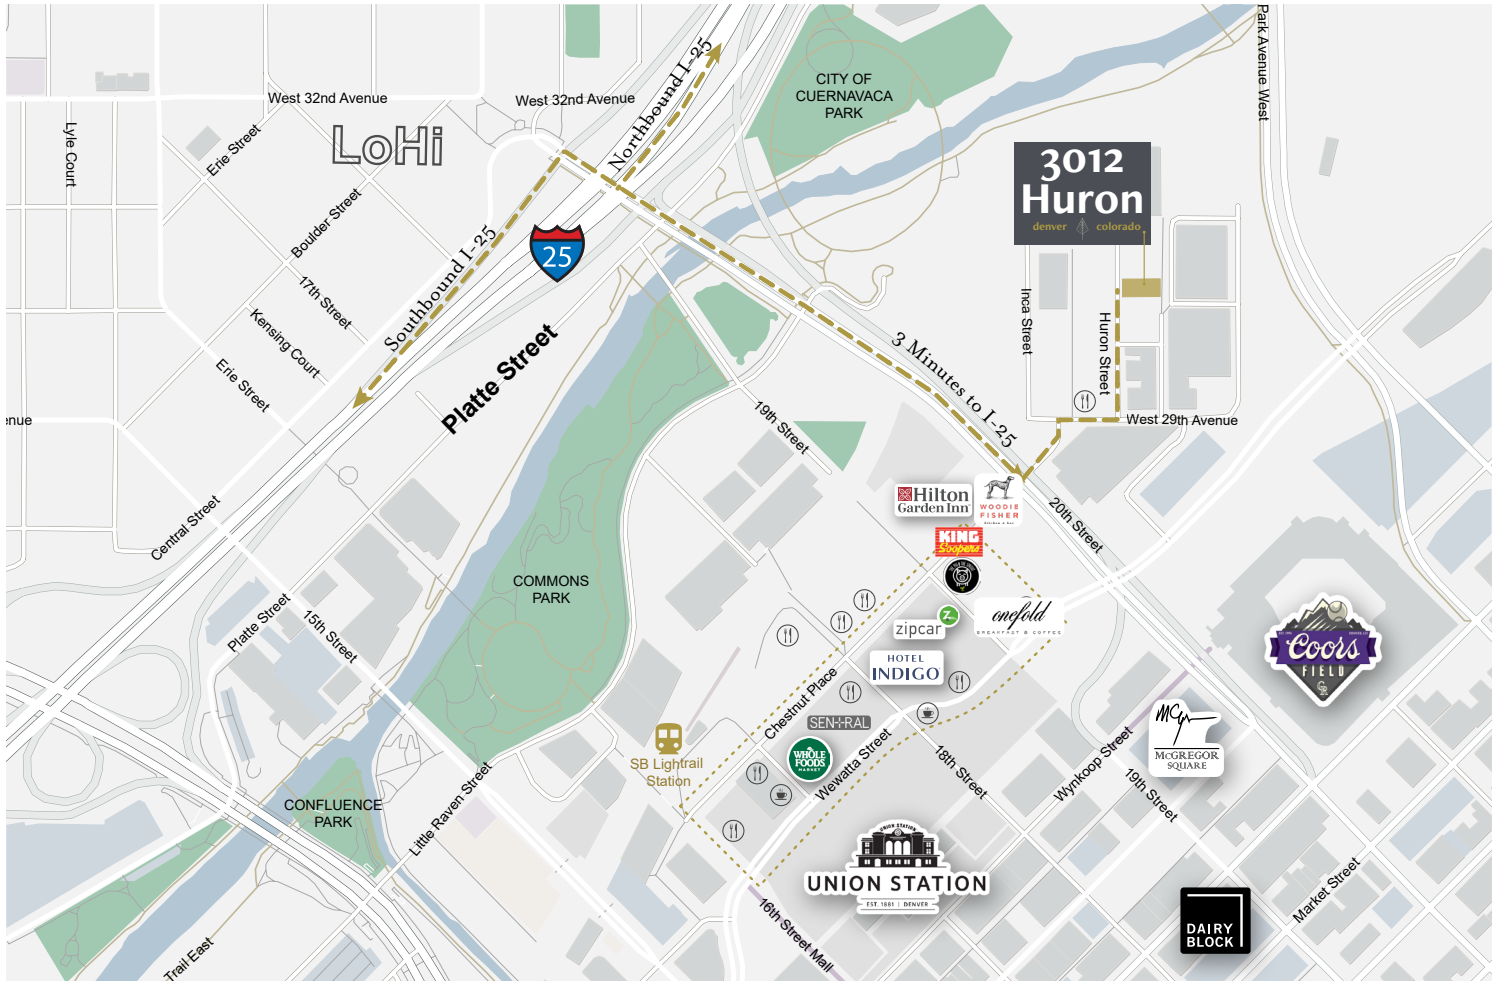 West 32nd Avenue
West 32nd Avenue
Northbound I-25
CITY OF
CUERNAVACA
PARK
Park Avenue West
Lyle Court
Erie Street
LoHi
3012
Huron
denver colorado
Boulder Street
Southbound I-25
25
17th Street
Kensing Court
Erie Street
Platte Street
Inca Street
Huron Street
3 Minutes to I-25
19th Street
West 29th Avenue
enue
Hilton
Garden Inn
WOODIE
FISHER
KING
Soopers
20th Street
Central Street
COMMONS
PARK
zipcar
Z
onefold
BREAKFAST & COFFEE
Coors
FIELD
HOTEL
INDIGO
Platte Street
15th Street
Chestnut Place
SENTRAL
WHOLE
FOODS
MARKET
Wewatta Street
18th Street
Wynkoop Street
19th Street
McGREGOR
SQUARE
SB Lightrail
Station
CONFLUENCE
PARK
Little Raven Street
UNION STATION
UNION STATION
EST. 1881 | DENVER
16th Street Mall
Market Street
DAIRY
BLOCK
Trail East